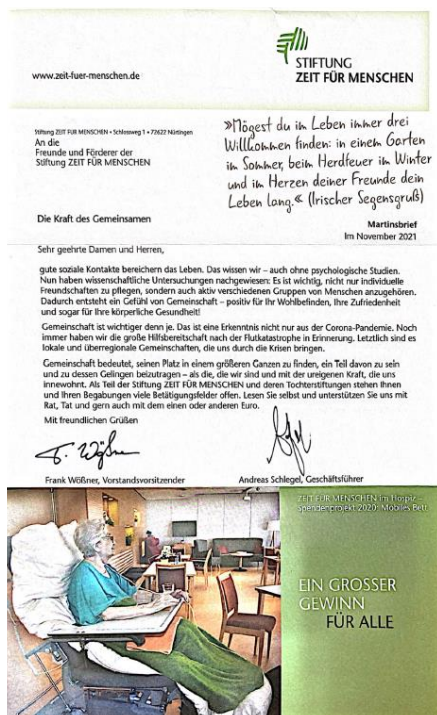 STIFTUNG
ZEIT FÜR MENSCHEN
www.zeit-fuer-menschen.de
Stiftung ZEIT FÜR MENSCHEN • Schlossweg 1 • 72622 Nürtingen
An die
Freunde und Förderer der
Stiftung ZEIT FÜR MENSCHEN
»Mögest du im Leben immer drei
Willkommen finden: in einem Garten
im Sommer, beim Herdfeuer im Winter
und im Herzen deiner Freunde dein
Leben lang.« (Irischer Segensgruß)
Die Kraft des Gemeinsamen
Martinsbrief
Im November 2021
Sehr geehrte Damen und Herren,
gute soziale Kontakte bereichern das Leben. Das wissen wir – auch ohne psychologische Studien.
Nun haben wissenschaftliche Untersuchungen nachgewiesen: Es ist wichtig, nicht nur individuelle
Freundschaften zu pflegen, sondern auch aktiv verschiedenen Gruppen von Menschen anzugehören.
Dadurch entsteht ein Gefühl von Gemeinschaft – positiv für Ihr Wohlbefinden, Ihre Zufriedenheit
und sogar für Ihre körperliche Gesundheit!
Gemeinschaft ist wichtiger denn je. Das ist eine Erkenntnis nicht nur aus der Corona-Pandemie. Noch
immer haben wir die große Hilfsbereitschaft nach der Flutkatastrophe in Erinnerung. Letztlich sind es
lokale und überregionale Gemeinschaften, die uns durch die Krisen bringen.
Gemeinschaft bedeutet, seinen Platz in einem größeren Ganzen zu finden, ein Teil davon zu sein
und zu dessen Gelingen beizutragen – als die, die wir sind und mit der ureigenen Kraft, die uns
innewohnt. Als Teil der Stiftung ZEIT FÜR MENSCHEN und deren Tochterstiftungen stehen Ihnen
und Ihren Begabungen viele Betätigungsfelder offen. Lesen Sie selbst und unterstützen Sie uns mit
Rat, Tat und gern auch mit dem einen oder anderen Euro.
Mit freundlichen Grüßen
F. Wößner
Frank Wößner, Vorstandsvorsitzender
Andreas Schlegel, Geschäftsführer
ZEIT FÜR MENSCHEN im Hospiz –
Spendenprojekt 2020: Mobiles Bett
EIN GROSSER
GEWINN
FÜR ALLE